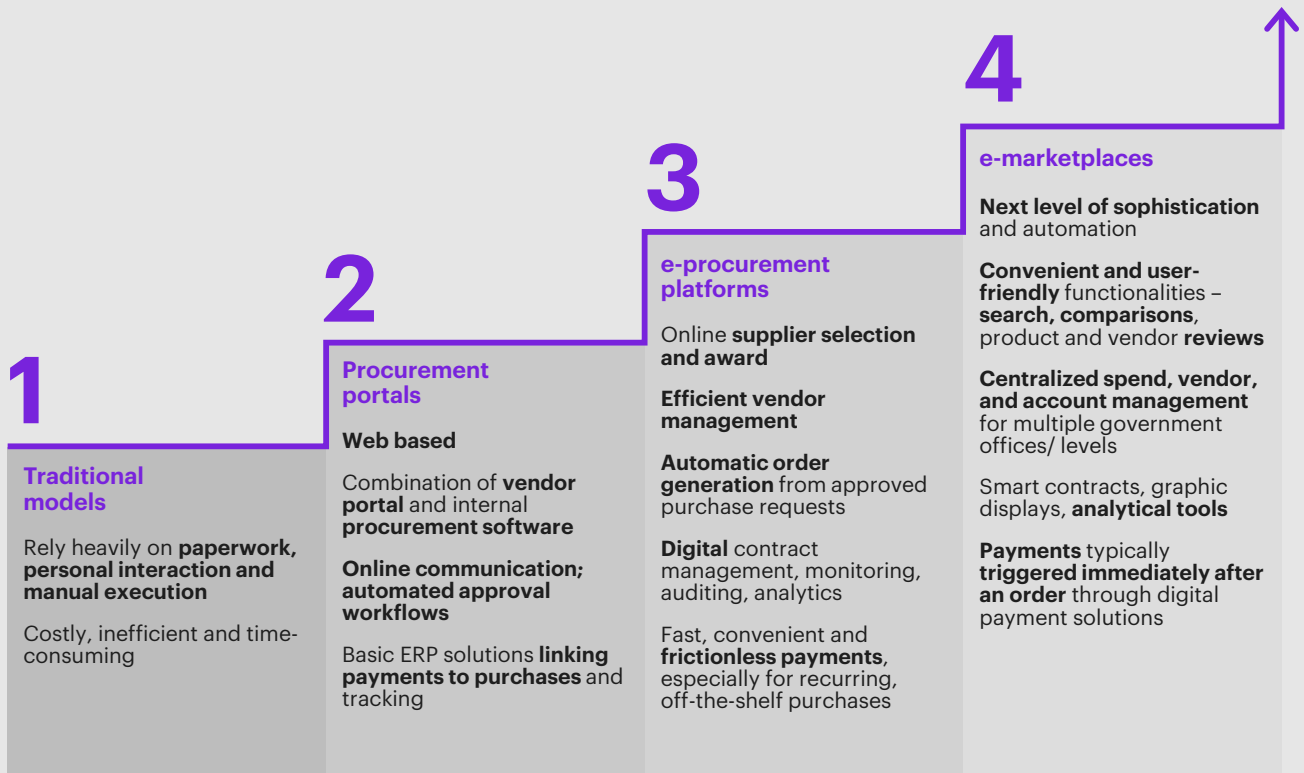 1
Traditional
models
Rely heavily on paperwork,
personal interaction and
manual execution
Costly, inefficient and time-
consuming
2
Procurement
portals
Web based
Combination of vendor
portal and internal
procurement software
Online communication;
automated approval
workflows
Basic ERP solutions linking
payments to purchases and
tracking
3
e-procurement
platforms
Online supplier selection
and award
Efficient vendor
management
Automatic order
generation from approved
purchase requests
Digital contract
management, monitoring,
auditing, analytics
Fast, convenient and
frictionless payments,
especially for recurring,
off-the-shelf purchases
4
e-marketplaces
Next level of sophistication
and automation
Convenient and user-
friendly functionalities –
search, comparisons,
product and vendor reviews
Centralized spend, vendor,
and account management
for multiple government
offices/ levels
Smart contracts, graphic
displays, analytical tools
Payments typically
triggered immediately after
an order through digital
payment solutions